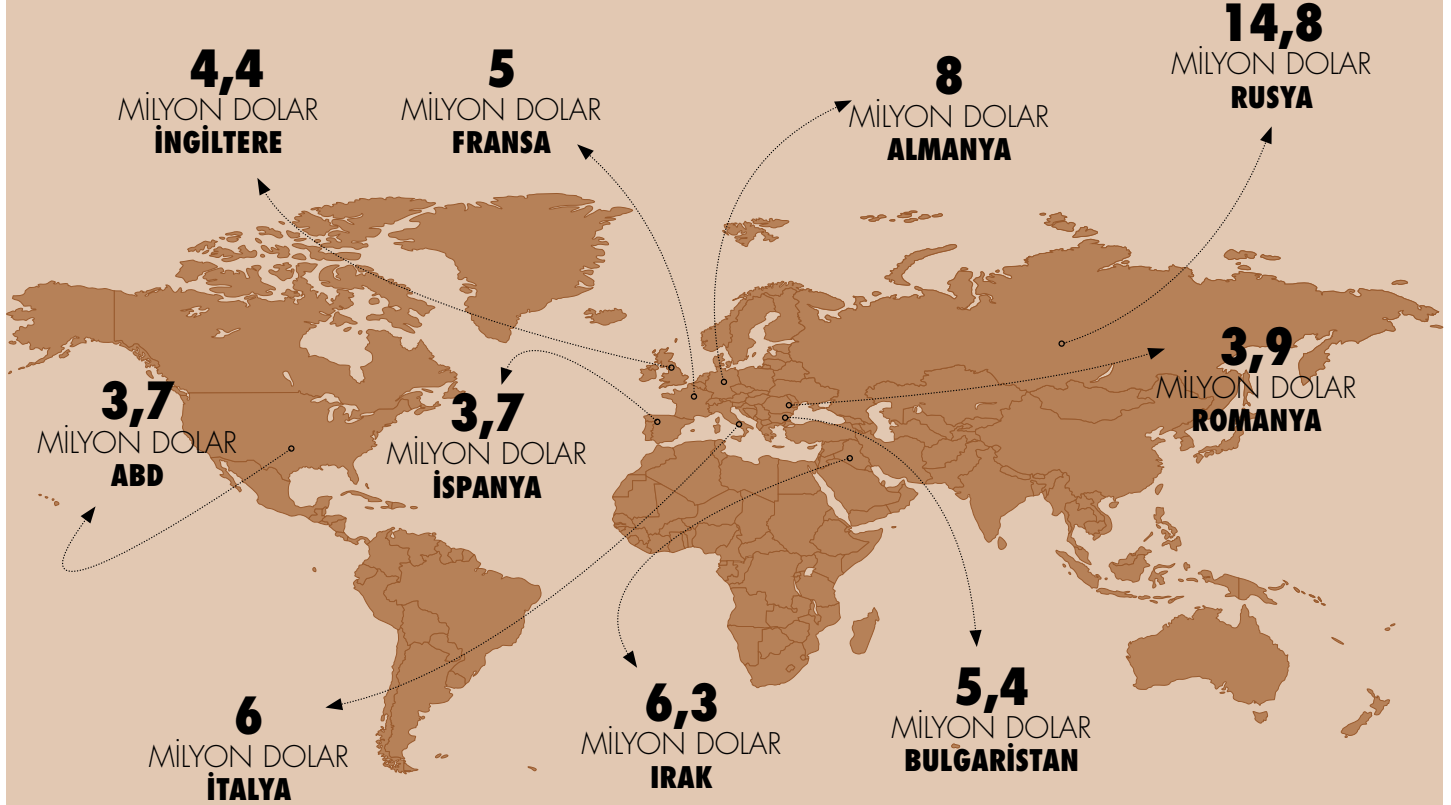 14,8
MİLYON DOLAR
RUSYA
4,4
MİLYON DOLAR
İNGİLTERE
5
MİLYON DOLAR
FRANSA
8
MİLYON DOLAR
ALMANYA
3,9
MİLYON DOLAR
ROMANYA
3,7
MİLYON DOLAR
ABD
3,7
MİLYON DOLAR
İSPANYA
6
MİLYON DOLAR
İTALYA
6,3
MİLYON DOLAR
IRAK
5,4
MİLYON DOLAR
BULGARİSTAN